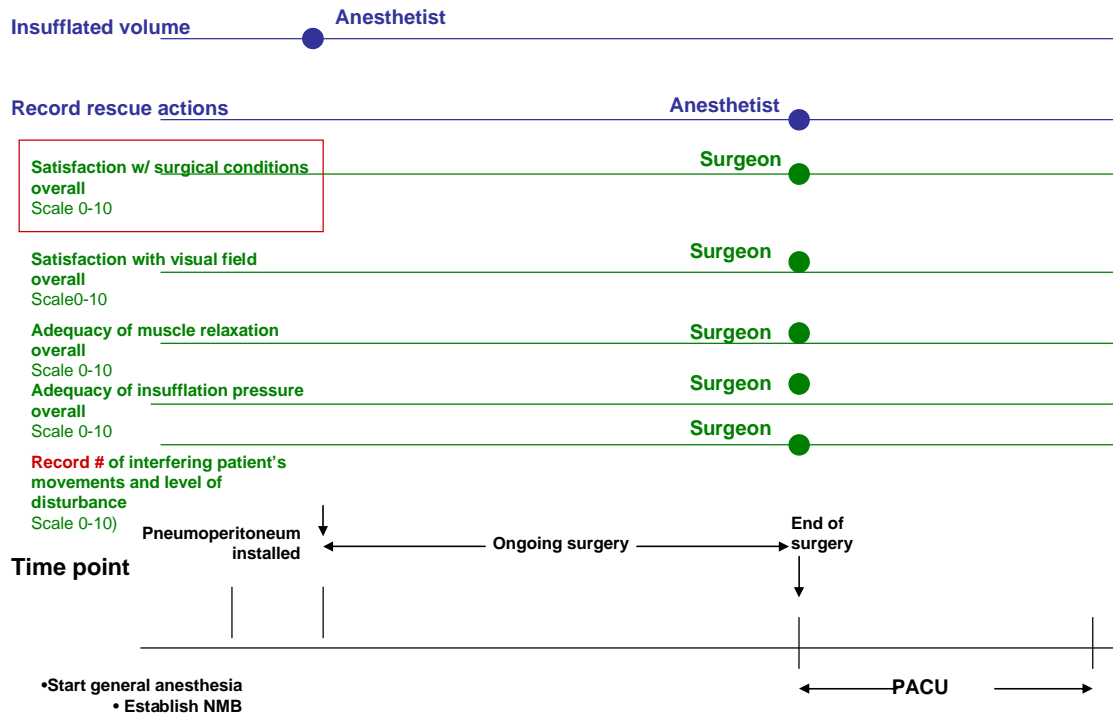 Insufflated volume
Anesthetist
Record rescue actions
Anesthetist
Satisfaction w/ surgical conditions
overall
Scale 0-10
Surgeon
Satisfaction with visual field
overall
Scale0-10
Surgeon
Adequacy of muscle relaxation
overall
Scale 0-10
Surgeon
Adequacy of insufflation pressure
overall
Scale 0-10
Surgeon
Record # of interfering patient's
movements and level of
disturbance
Scale 0-10)
Surgeon
Pneumoperitoneum
installed
Ongoing surgery
End of
surgery
Time point
•Start general anesthesia
• Establish NMB
PACU